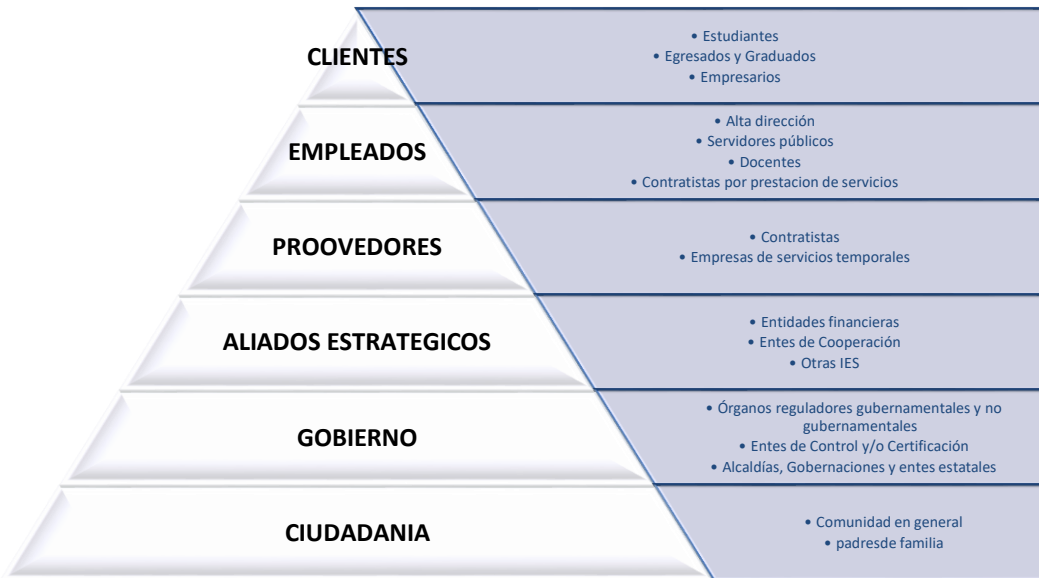 CLIENTES
• Estudiantes
• Egresados y Graduados
• Empresarios
EMPLEADOS
• Alta dirección
• Servidores públicos
• Docentes
• Contratistas por prestacion de servicios
PROOVEDORES
• Contratistas
• Empresas de servicios temporales
ALIADOS ESTRATEGICOS
• Entidades financieras
• Entes de Cooperación
• Otras IES
GOBIERNO
• Órganos reguladores gubernamentales y no
gubernamentales
• Entes de Control y/o Certificación
• Alcaldías, Gobernaciones y entes estatales
CIUDADANIA
• Comunidad en general
• padresde familia